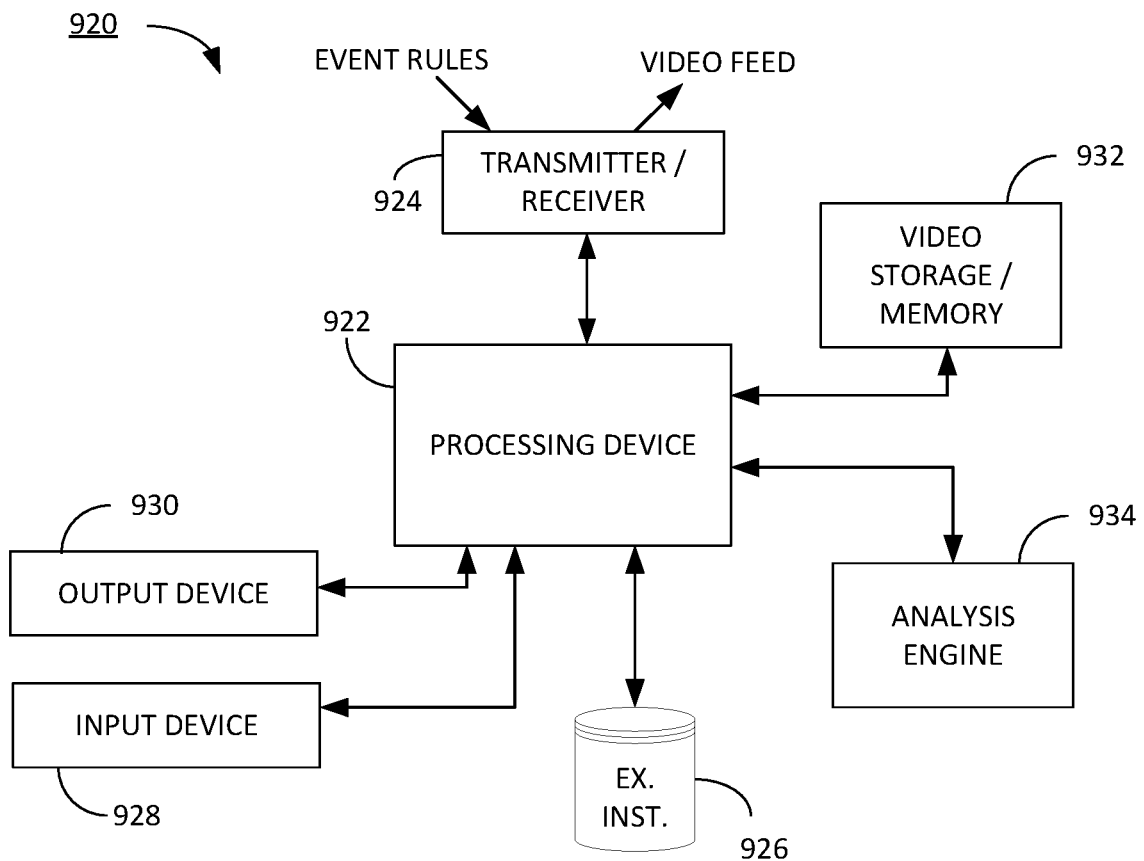 920
EVENT RULES
VIDEO FEED
TRANSMITTER /
RECEIVER
924
932
VIDEO
STORAGE /
MEMORY
922
PROCESSING DEVICE
930
OUTPUT DEVICE
934
ANALYSIS
ENGINE
INPUT DEVICE
928
EX.
INST.
926